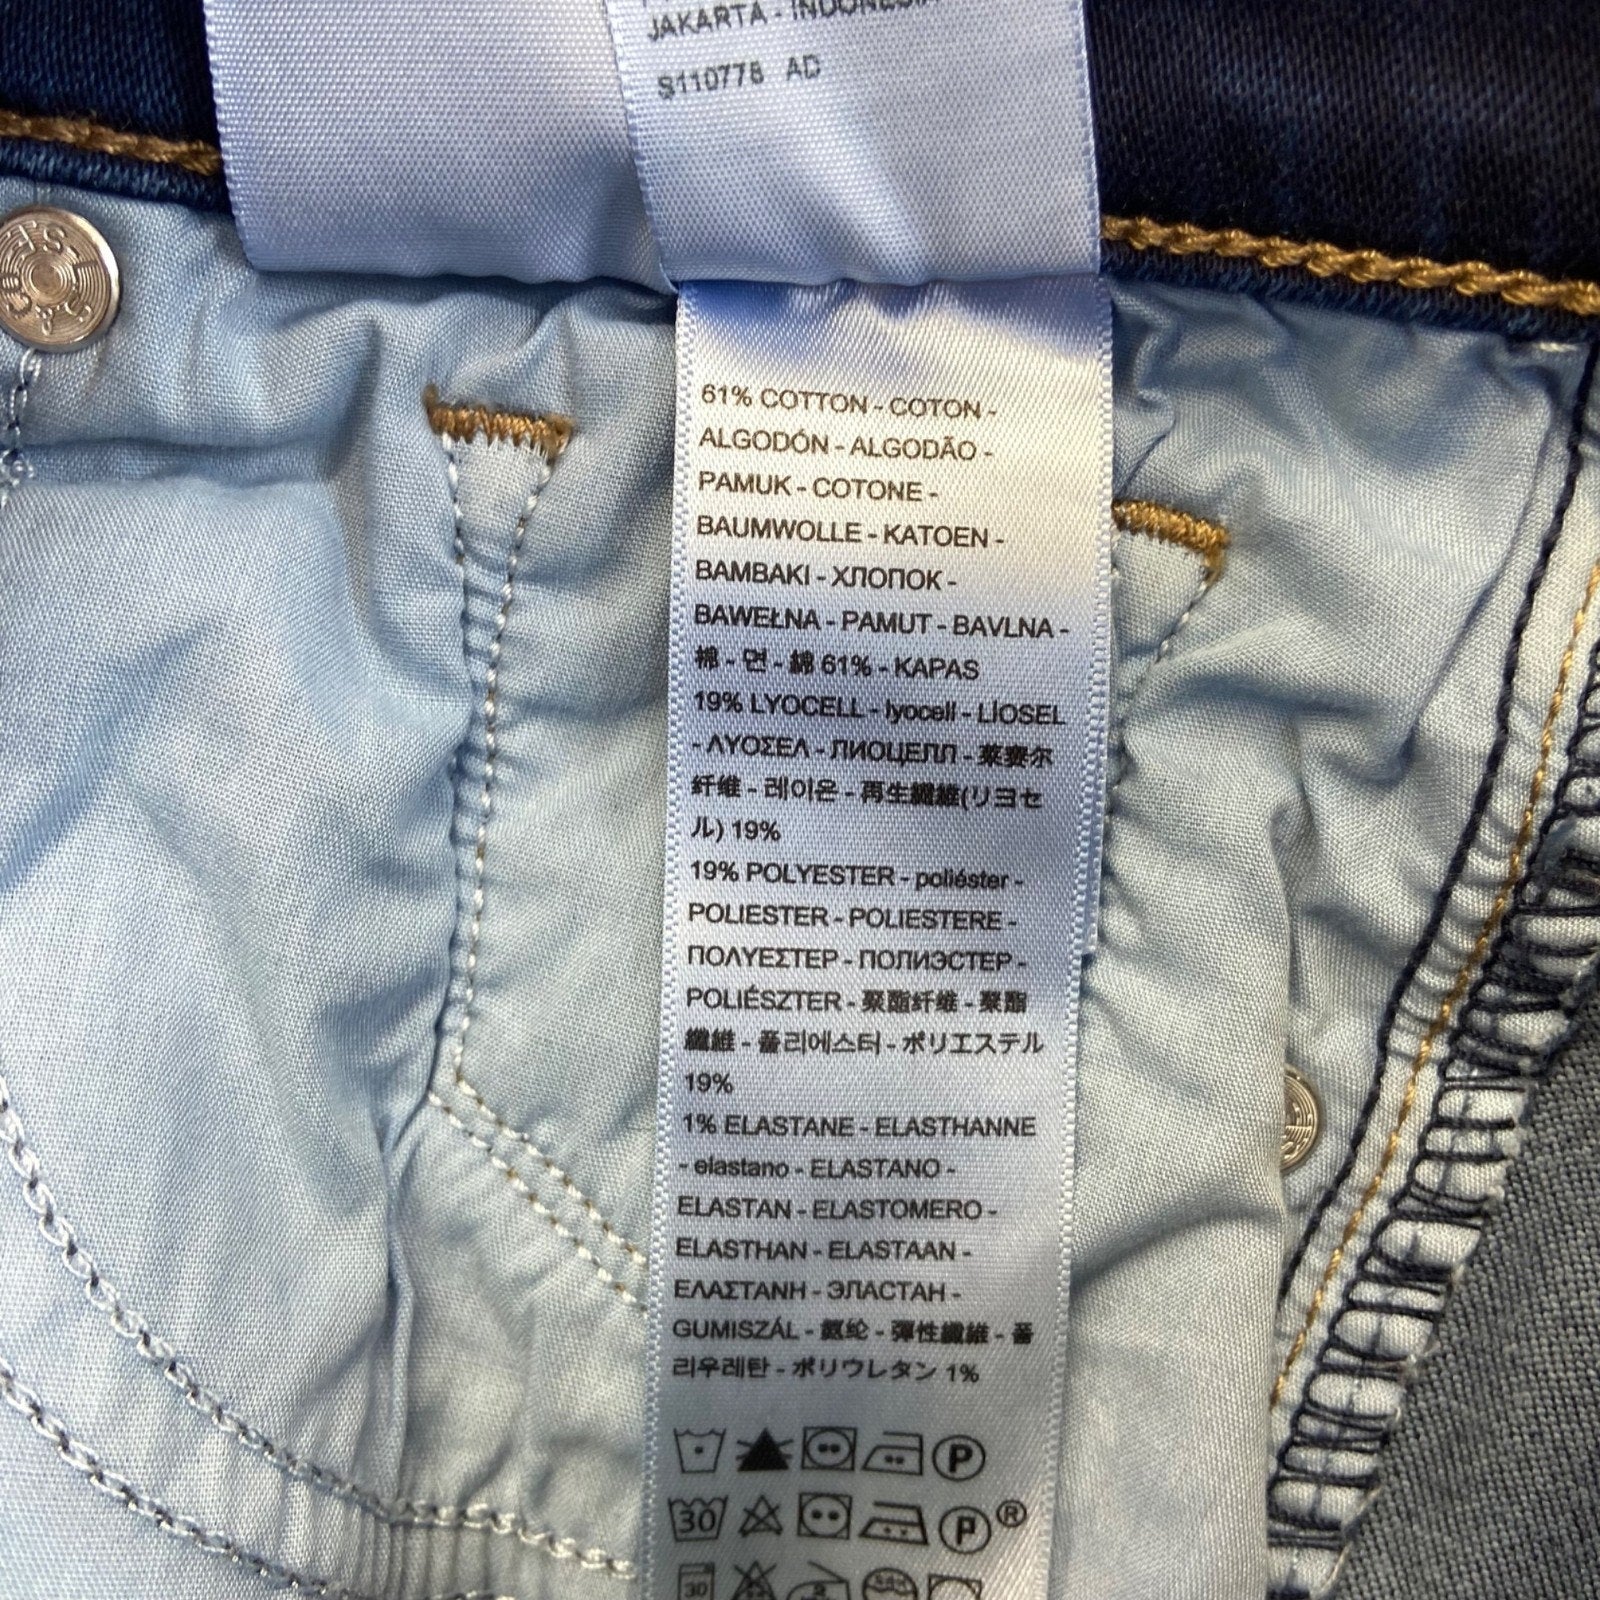 JAKARTA - INDONESIA
S110778 AD
61% COTTON - COTON -
ALGODÓN - ALGODÃO -
PAMUK - COTONE -
BAUMWOLLE - KATOEN -
BAMBAKI - ХЛОПОК -
BAWEŁNA - PAMUT - BAVLNA -
棉 - 면 - 綿 61% - KAPAS
19% LYOCELL - lyocell - LİOSEL
- ΛΥΟΣΕΛ - ЛИОЦЕЛЛ - 莱赛尔
纤维 - 레이온 - 再生繊維(リヨセ
ル) 19%
19% POLYESTER - poliéster -
POLIESTER - POLIESTERE -
ΠΟΛΥΕΣΤΕΡ - ПОЛИЭСТЕР -
POLIÉSZTER - 聚酯纤维 - 聚酯
纖維 - 폴리에스터 - ポリエステル
19%
1% ELASTANE - ELASTHANNE
- elastano - ELASTANO -
ELASTAN - ELASTOMERO -
ELASTHAN - ELASTAAN -
ΕΛΑΣΤΑΝΗ - ЭЛАСТАН -
GUMISZÁL - 氨纶 - 彈性纖維 - 폴
리우레탄 - ポリウレタン 1%
P
30 P ®
30